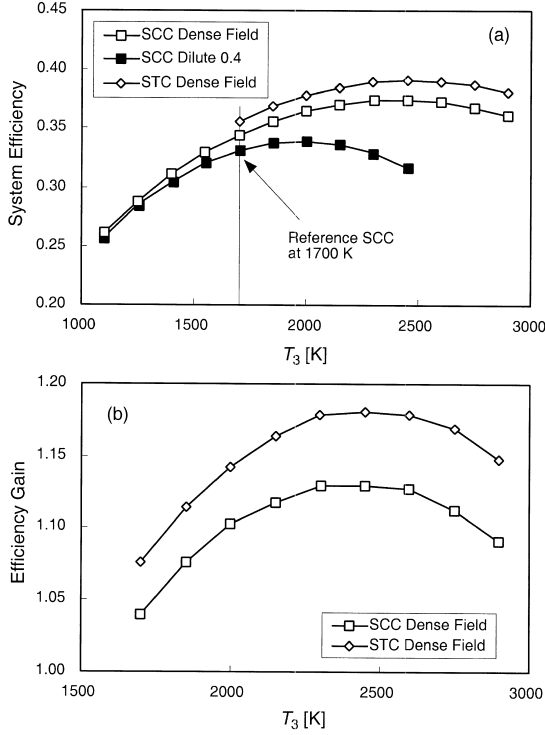 0.45
0.40
0.35
0.30
0.25
0.20
System Efficiency
SCC Dense Field
SCC Dilute 0.4
STC Dense Field
(a)
Reference SCC
at 1700 K
1000
1500
2000
2500
3000
T3 [K]
1.20
1.15
1.10
1.05
1.00
Efficiency Gain
(b)
SCC Dense Field
STC Dense Field
1500
2000
2500
3000
T3 [K]